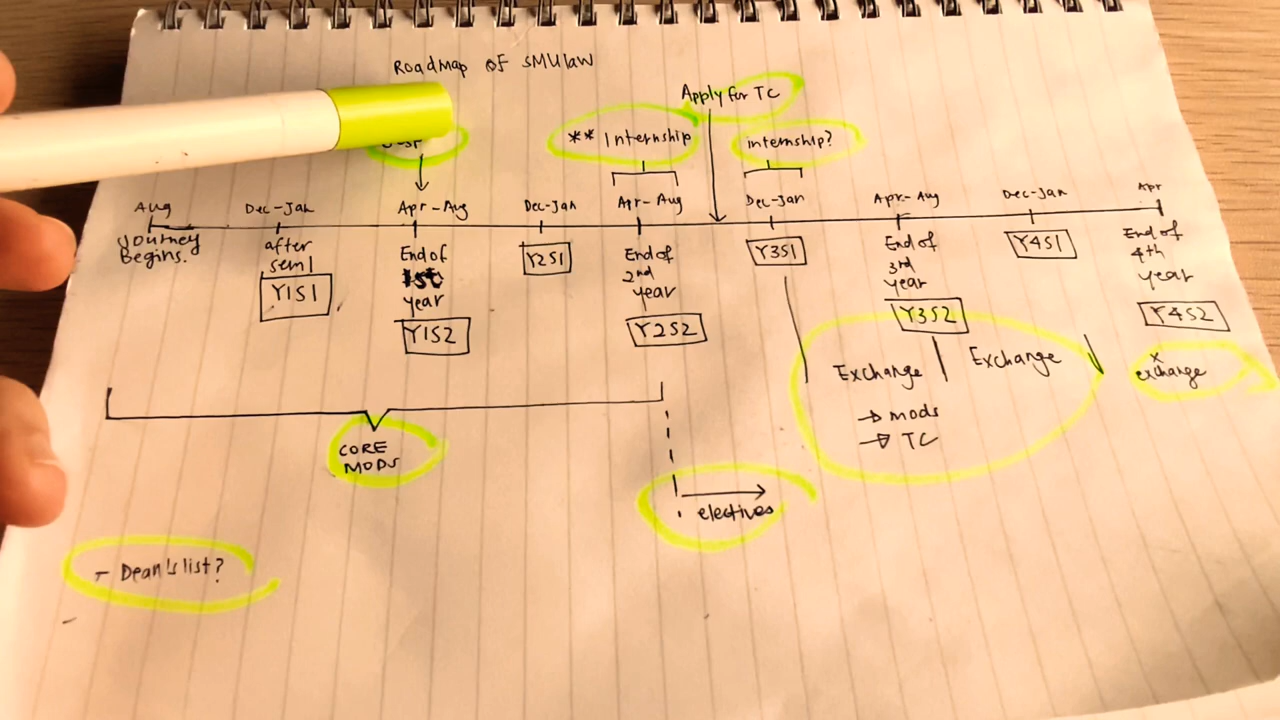 Roadmap of SMU law
Apply for TC
** Internship
internship?
Aug
Dec-Jan
Apr-Aug
Dec-Jan
Apr-Aug
Dec-Jan
Apr-Aug
Dec-Jan
Apr
Journey
Begins.
after
sem1
Y1S1
End of
1st
year
Y1S2
Y2S1
End of
2nd
year
Y2S2
Y3S1
End of
3rd
year
Y3S2
Y4S1
End of
4th
year
Y4S2
Exchange
→ mods
→ TC
Exchange
x
exchange
CORE
MODS
→
electives
- Dean's list?